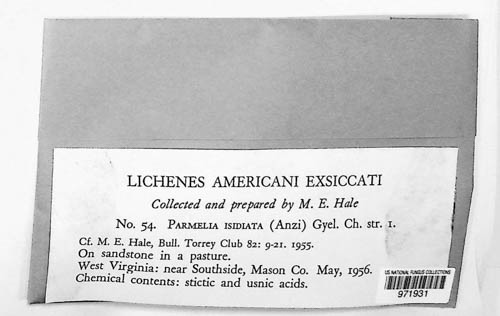 LICHENES AMERICANI EXSICCATI
Collected and prepared by M. E. Hale
No. 54. PARMELIA ISIDIATA (Anzi) Gyel. Ch. str. 1.
Cf. M. E. Hale, Bull. Torrey Club 82: 9-21. 1955.
On sandstone in a pasture.
West Virginia: near Southside, Mason Co. May, 1956.
Chemical contents: stictic and usnic acids.
US NATIONAL FUNGUS COLLECTIONS
971931